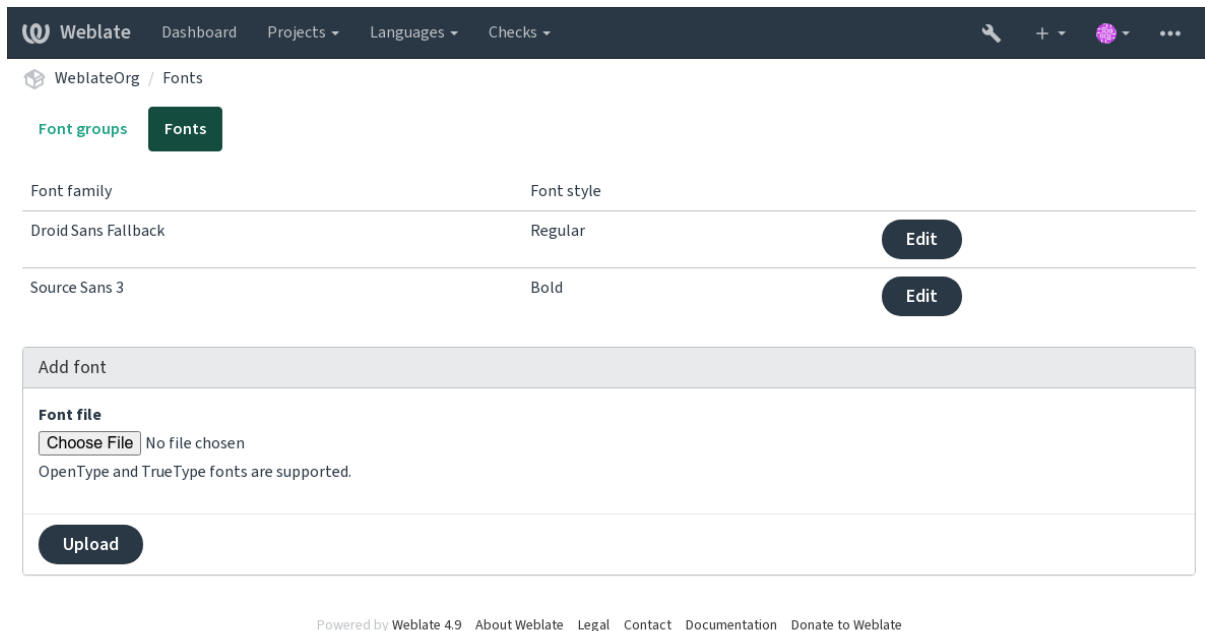 Weblate Dashboard Projects Languages Checks
WeblateOrg / Fonts
Font groups Fonts
Font family Font style
Droid Sans Fallback Regular Edit
Source Sans 3 Bold Edit
Add font
Font file
Choose File No file chosen
OpenType and TrueType fonts are supported.
Upload
Powered by Weblate 4.9 About Weblate Legal Contact Documentation Donate to Weblate